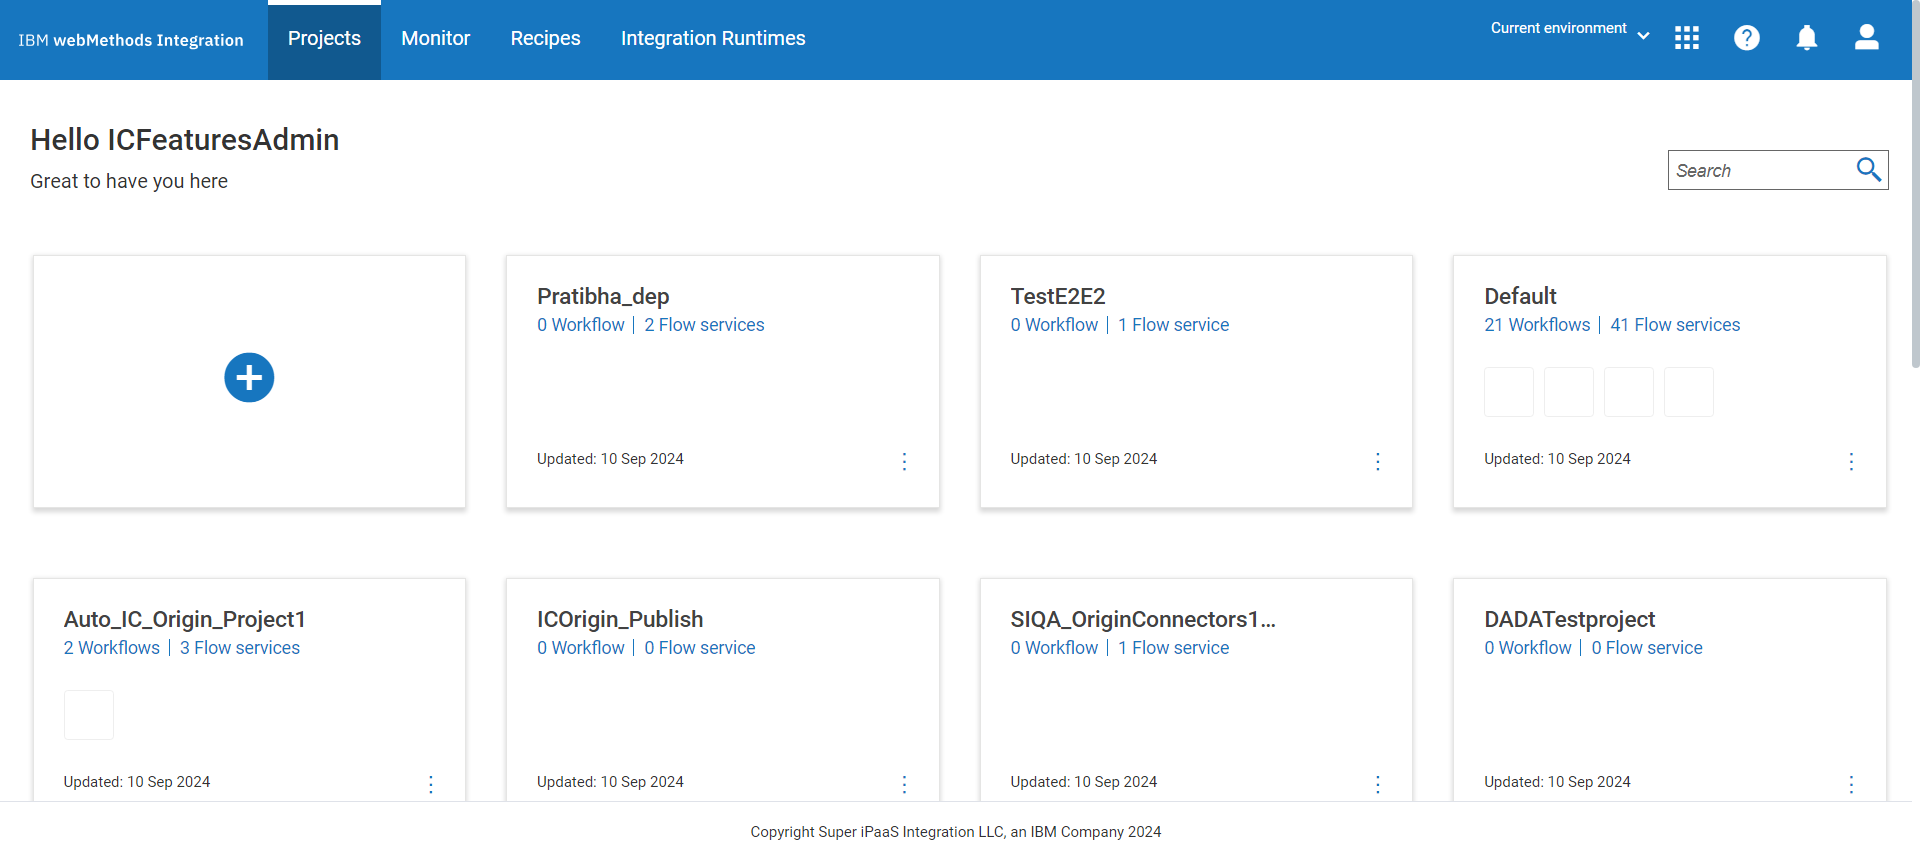 IBM webMethods Integration
Projects
Monitor
Recipes
Integration Runtimes
Current environment
Hello ICFeaturesAdmin
Great to have you here
Search
Pratibha_dep
0 Workflow | 2 Flow services
Updated: 10 Sep 2024
TestE2E2
0 Workflow | 1 Flow service
Updated: 10 Sep 2024
Default
21 Workflows | 41 Flow services
Updated: 10 Sep 2024
Auto_IC_Origin_Project1
2 Workflows | 3 Flow services
Updated: 10 Sep 2024
ICOrigin_Publish
0 Workflow | 0 Flow service
Updated: 10 Sep 2024
SIQA_OriginConnectors1...
0 Workflow | 1 Flow service
Updated: 10 Sep 2024
DADATestproject
0 Workflow | 0 Flow service
Updated: 10 Sep 2024
Copyright Super iPaaS Integration LLC, an IBM Company 2024